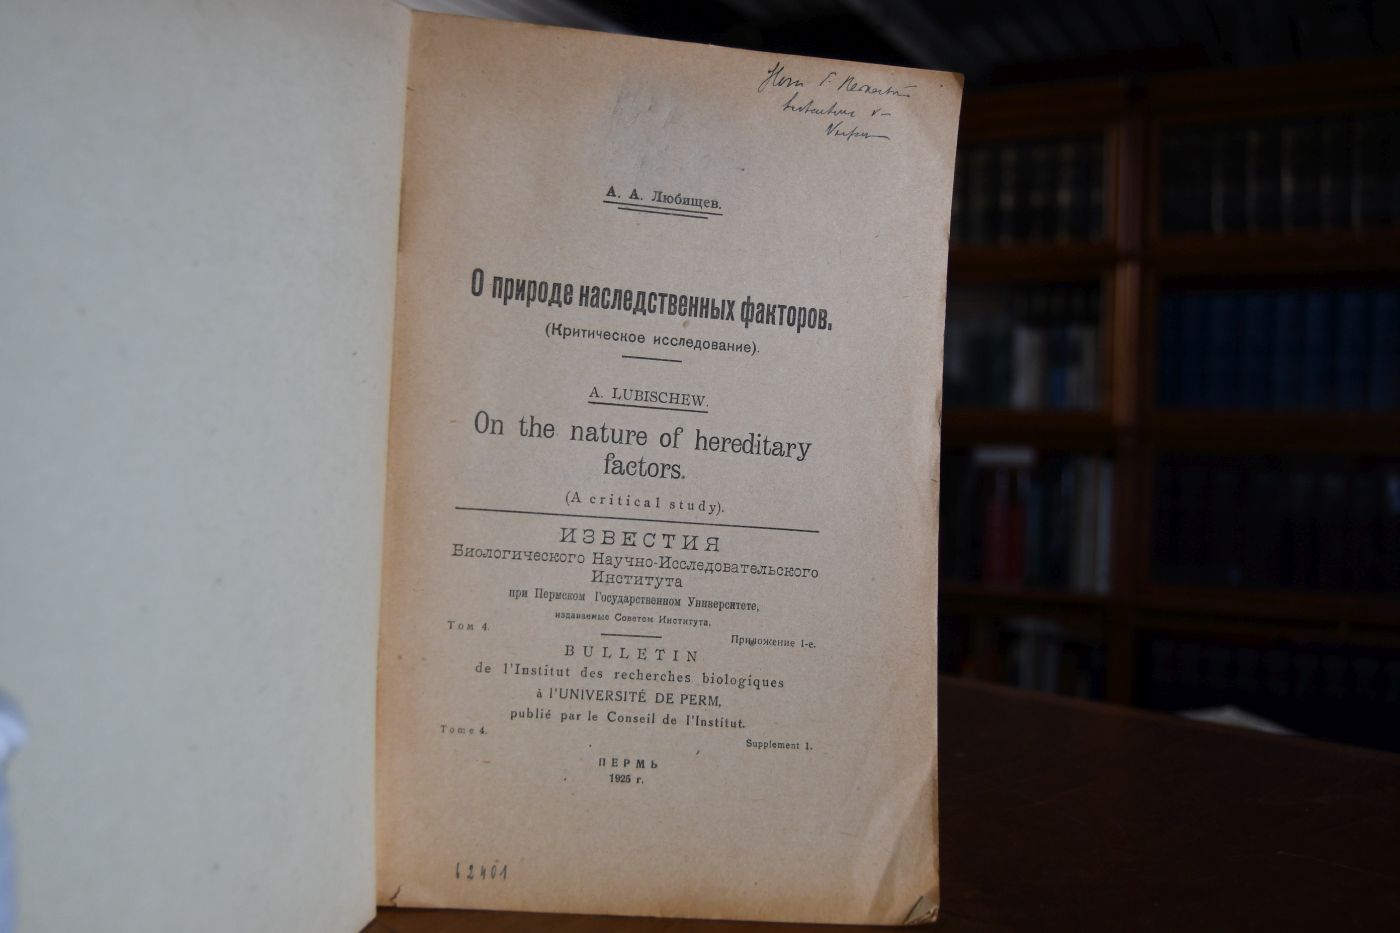 А. А. Любищев.
О природе наследственных факторов.
(Критическое исследование).
A. LUBISCHEW.
On the nature of hereditary
factors.
(A critical study).
ИЗВЕСТИЯ
Биологического Научно-Исследовательского
Института
при Пермском Государственном Университете,
издаваемые Советом Института.
Том 4.
Приложение 1-е.
BULLETIN
de l'Institut des recherches biologiques
à l'UNIVERSITÉ DE PERM,
publié par le Conseil de l'Institut.
Tome 4.
Supplement 1.
ПЕРМЬ
1925 г.
62401